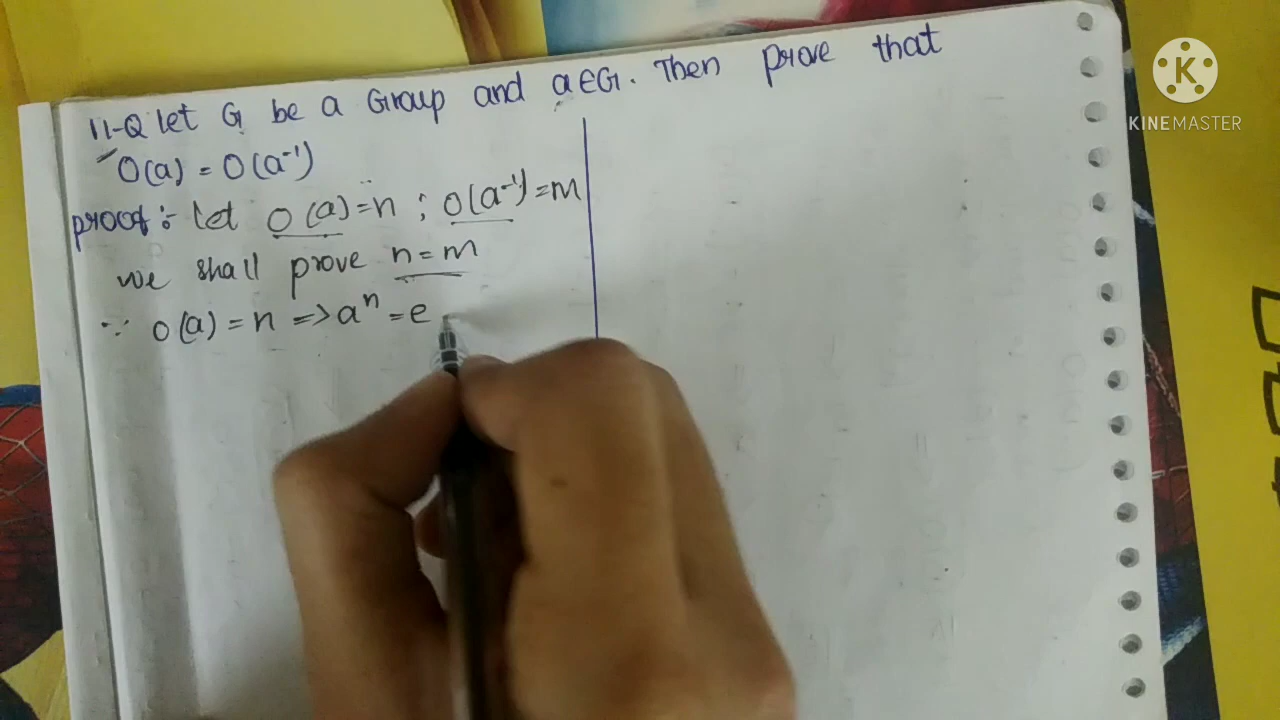 11-Q let G be a Group and a∈G. Then prove that
O(a) = O(a⁻¹)
proof :- let O(a)=n ; O(a⁻¹)=m
we shall prove n=m
∵ o(a) = n => aⁿ = e
K
KINEMASTER